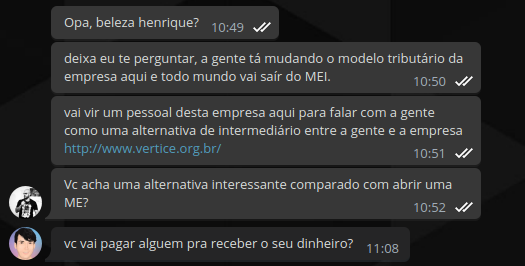 Opa, beleza henrique? 10:49
deixa eu te perguntar, a gente tá mudando o modelo tributário da
empresa aqui e todo mundo vai saír do MEI. 10:50
vai vir um pessoal desta empresa aqui para falar com a gente
como uma alternativa de intermediário entre a gente e a empresa
http://www.vertice.org.br/ 10:51
Vc acha uma alternativa interessante comparado com abrir uma
ME? 10:52
vc vai pagar alguem pra receber o seu dinheiro? 11:08